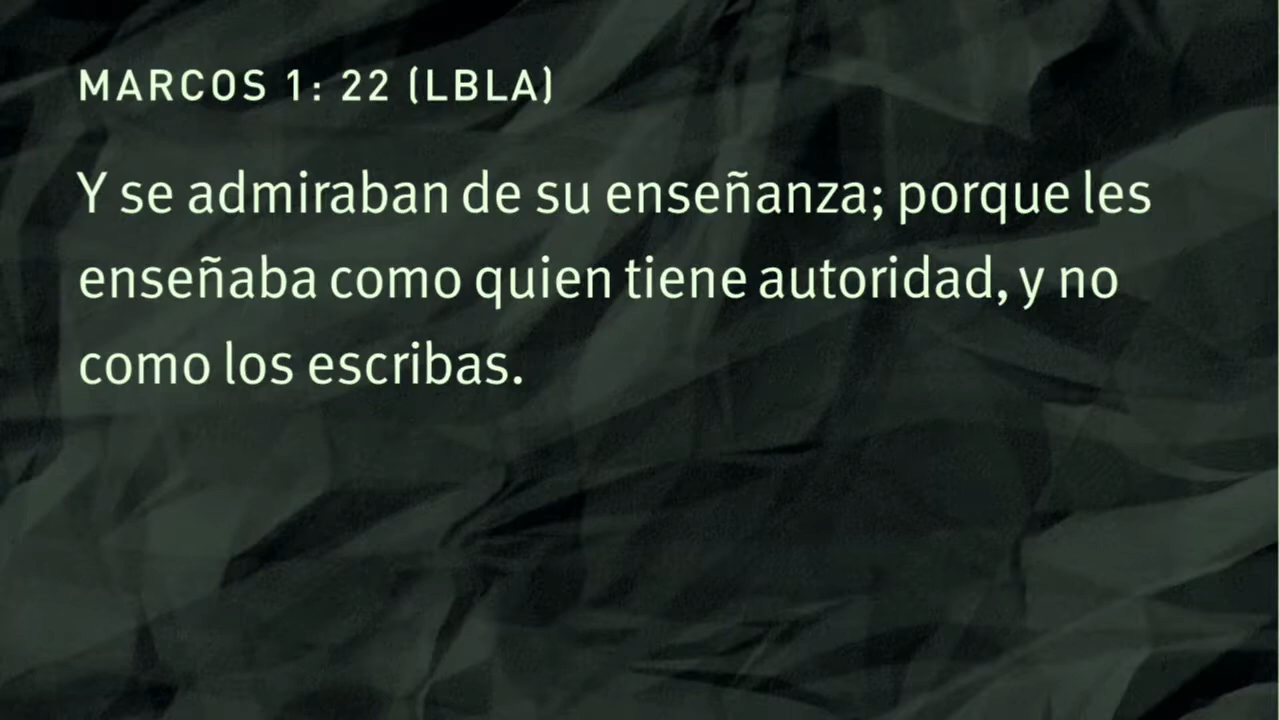 MARCOS 1: 22 (LBLA)
Y se admiraban de su enseñanza; porque les
enseñaba como quien tiene autoridad, y no
como los escribas.